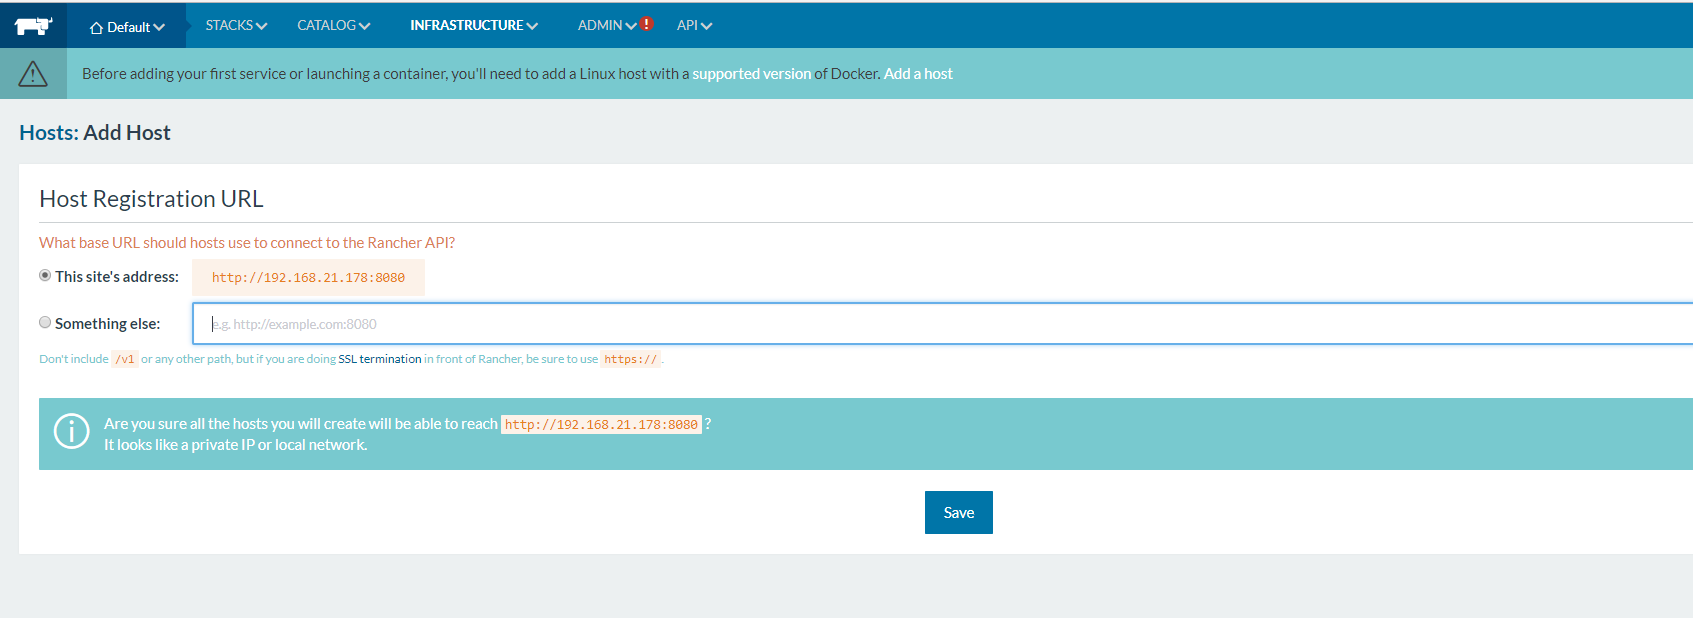 Default STACKS CATALOG INFRASTRUCTURE ADMIN ! API
Before adding your first service or launching a container, you'll need to add a Linux host with a supported version of Docker. Add a host
Hosts: Add Host
Host Registration URL
What base URL should hosts use to connect to the Rancher API?
This site's address: http://192.168.21.178:8080
Something else: e.g. http://example.com:8080
Don't include /v1 or any other path, but if you are doing SSL termination in front of Rancher, be sure to use https:// .
Are you sure all the hosts you will create will be able to reach http://192.168.21.178:8080 ?
It looks like a private IP or local network.
Save